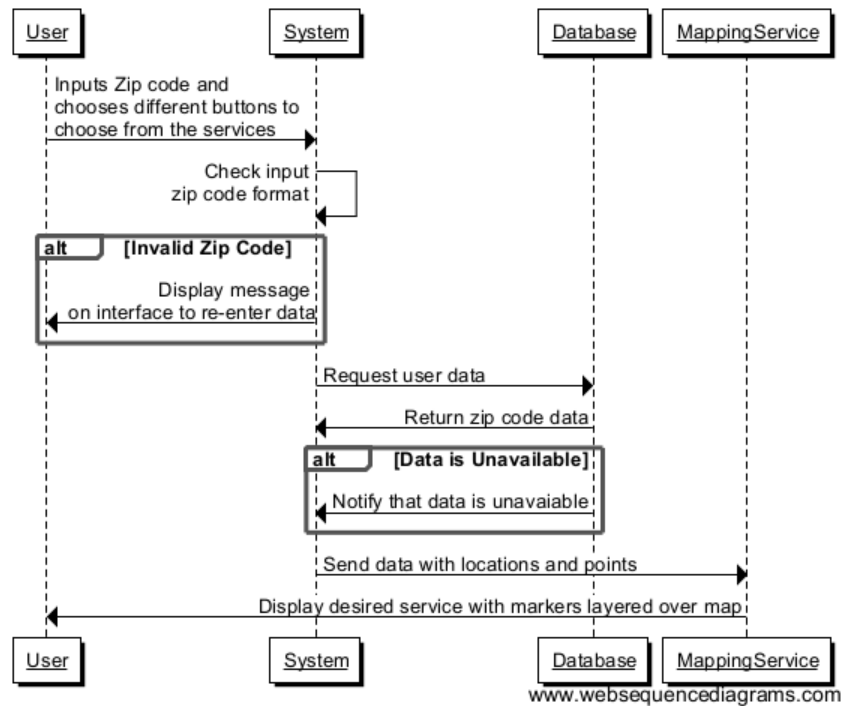 User
System
Database
MappingService
Inputs Zip code and
chooses different buttons to
choose from the services
Check input
zip code format
alt
[Invalid Zip Code]
Display message
on interface to re-enter data
Request user data
Return zip code data
alt
[Data is Unavailable]
Notify that data is unavaiable
Send data with locations and points
Display desired service with markers layered over map
User
System
Database
MappingService
www.websequencediagrams.com